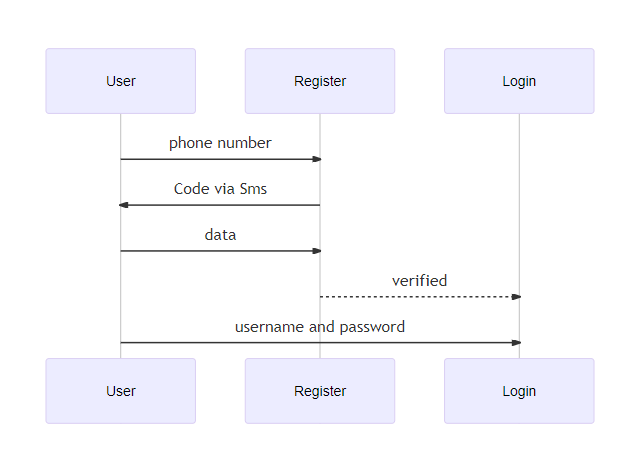 User
Register
Login
phone number
Code via Sms
data
verified
username and password
User
Register
Login